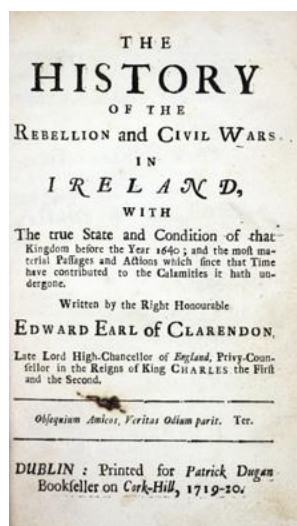 THE
HISTORY
OF THE
REBELLION and CIVIL WARS
IN
IRELAND,
WITH
The true State and Condition of that
Kingdom before the Year 1640; and the moſt ma-
terial Paſſages and Actions which ſince that Time
have contributed to the Calamities it hath un-
dergone.
Written by the Right Honourable
EDWARD EARL of CLARENDON,
Late Lord High-Chancellor of England, Privy-Coun-
ſellor in the Reigns of King CHARLES the Firſt
and the Second.
Obſequium Amicos, Veritas Odium parit. Ter.
DUBLIN: Printed for Patrick Dugan
Bookſeller on Cork-Hill, 1719-20.